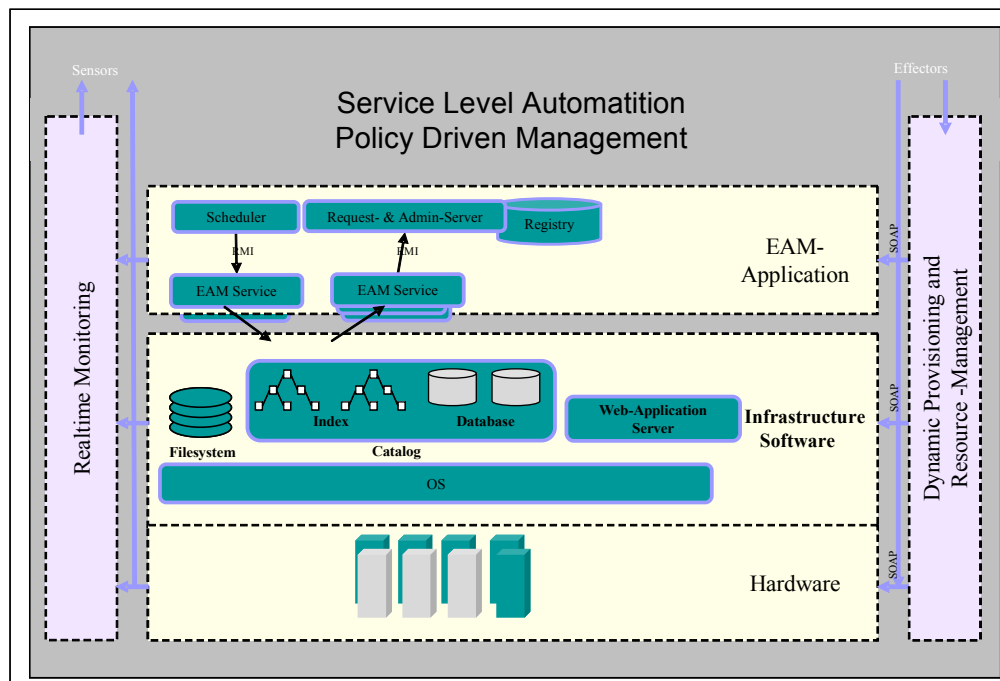 Sensors
Effectors
Service Level Automatition
Policy Driven Management
Scheduler
Request- & Admin-Server
Registry
RMI
RMI
EAM Service
EAM Service
EAM-
Application
SOAP
Realtime Monitoring
Dynamic Provisioning and
Resource -Management
Index
Database
Filesystem
Catalog
Web-Application
Server
Infrastructure
Software
SOAP
OS
Hardware
SOAP